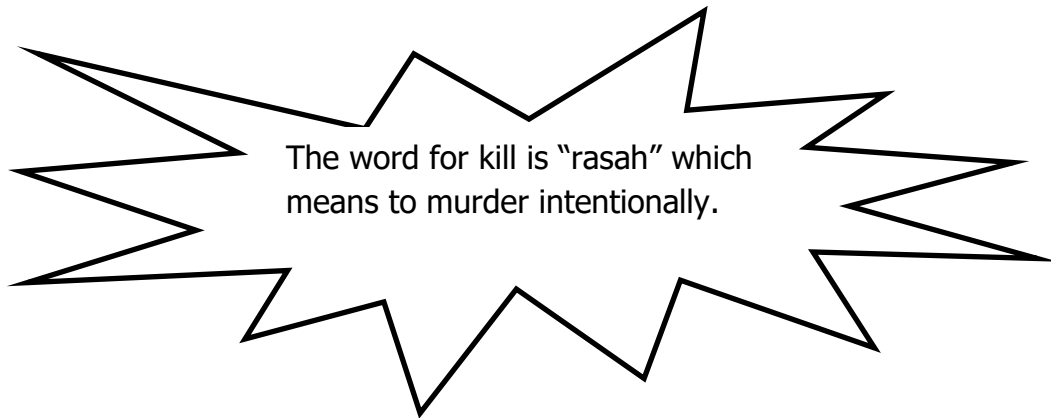 The word for kill is “rasah” which
means to murder intentionally.